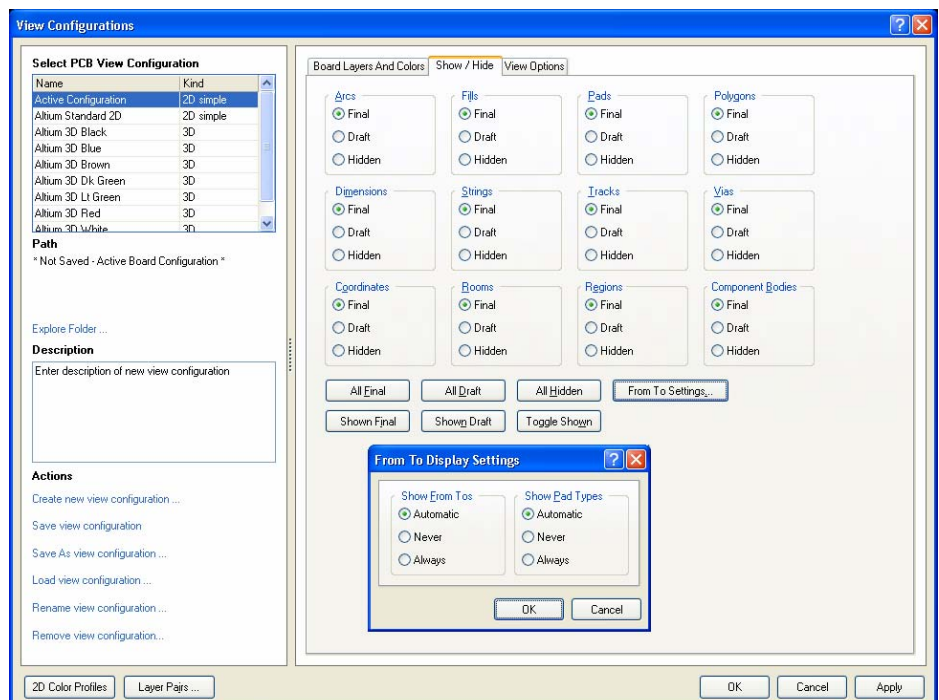 View Configurations
Select PCB View Configuration
Name Kind
Active Configuration 2D simple
Altium Standard 2D 2D simple
Altium 3D Black 3D
Altium 3D Blue 3D
Altium 3D Brown 3D
Altium 3D Dk Green 3D
Altium 3D Lt Green 3D
Altium 3D Red 3D
Altium 3D White 3D
Path
* Not Saved - Active Board Configuration *
Explore Folder ...
Description
Enter description of new view configuration
Actions
Create new view configuration ...
Save view configuration
Save As view configuration ...
Load view configuration ...
Rename view configuration ...
Remove view configuration...
Board Layers And Colors Show / Hide View Options
Arcs Fills Pads Polygons
Final Final Final Final
Draft Draft Draft Draft
Hidden Hidden Hidden Hidden
Dimensions Strings Tracks Vias
Final Final Final Final
Draft Draft Draft Draft
Hidden Hidden Hidden Hidden
Coordinates Rooms Regions Component Bodies
Final Final Final Final
Draft Draft Draft Draft
Hidden Hidden Hidden Hidden
All Final All Draft All Hidden From To Settings...
Shown Final Shown Draft Toggle Shown
From To Display Settings
Show From Tos Show Pad Types
Automatic Automatic
Never Never
Always Always
OK Cancel
2D Color Profiles Layer Pairs ... OK Cancel Apply